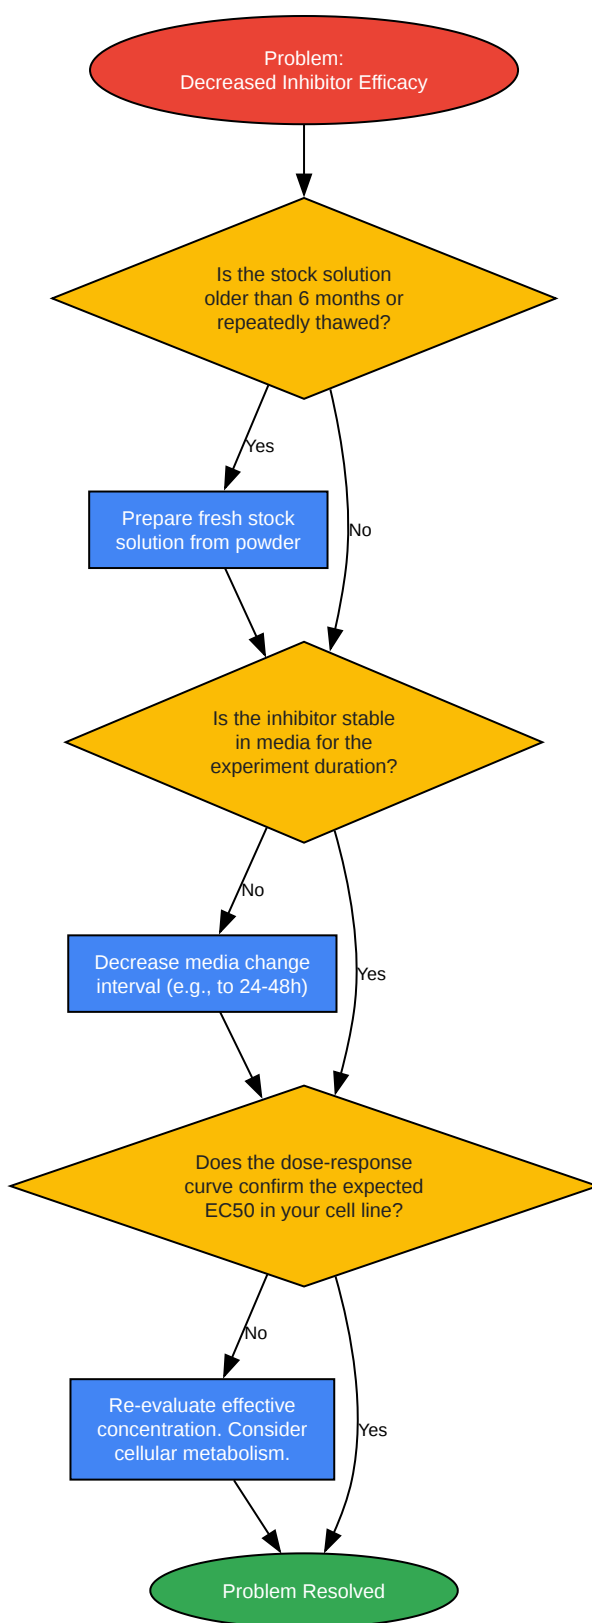 Problem:
Decreased Inhibitor Efficacy
Is the stock solution
older than 6 months or
repeatedly thawed?
Yes
Prepare fresh stock
solution from powder
No
Is the inhibitor stable
in media for the
experiment duration?
No
Decrease media change
interval (e.g., to 24-48h)
Yes
Does the dose-response
curve confirm the expected
EC50 in your cell line?
No
Re-evaluate effective
concentration. Consider
cellular metabolism.
Yes
Problem Resolved